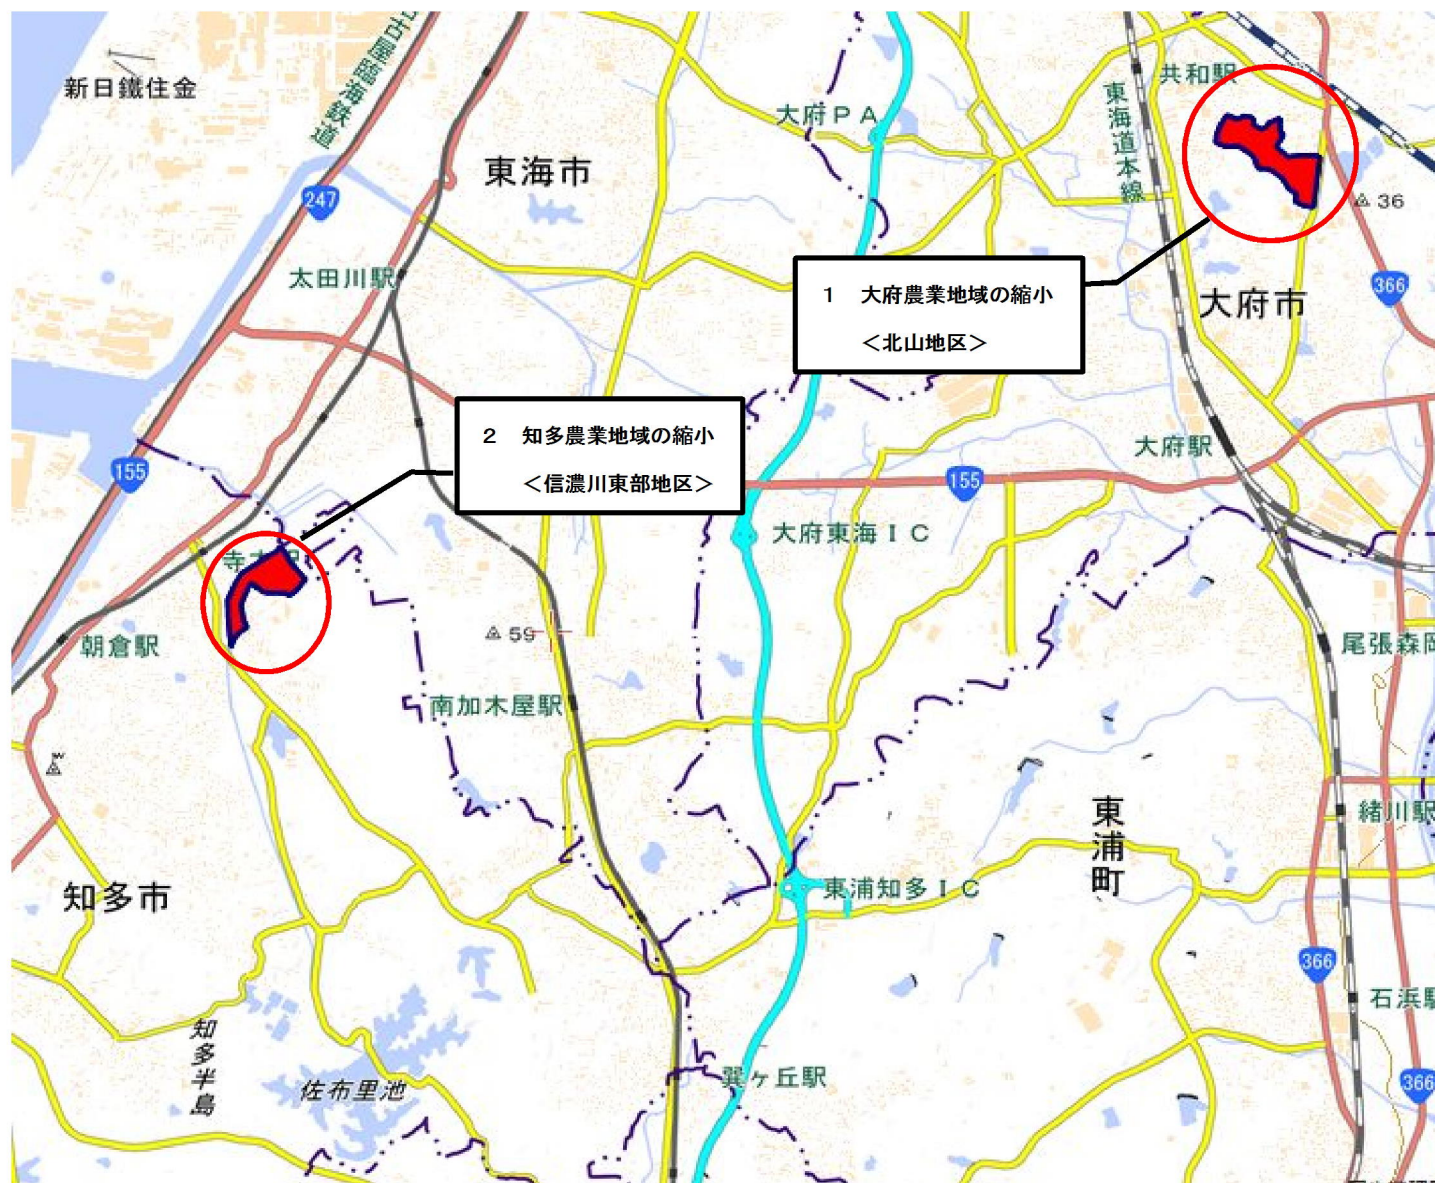 新日鐵住金
古屋臨海鉄道
東海市
大府ＰＡ
共和駅
東海道本線
247
36
太田川駅
1　大府農業地域の縮小
＜北山地区＞
366
大府市
2　知多農業地域の縮小
＜信濃川東部地区＞
大府駅
155
155
大府東海ＩＣ
朝倉駅
59
尾張森岡
南加木屋駅
東浦町
緒川駅
知多市
東浦知多ＩＣ
366
石浜駅
知多半島
佐布里池
巽ヶ丘駅
366